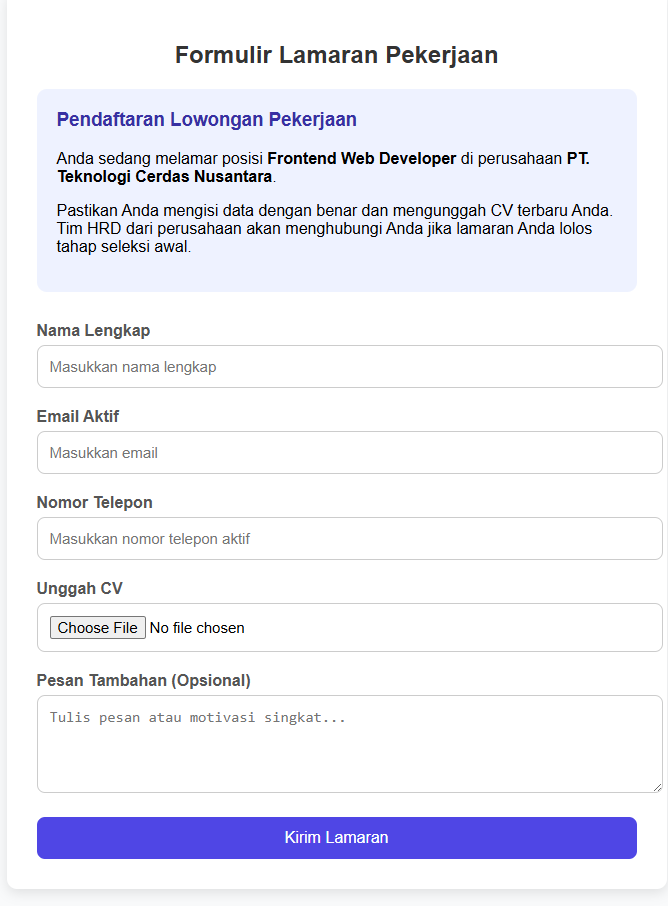 Formulir Lamaran Pekerjaan
Pendaftaran Lowongan Pekerjaan
Anda sedang melamar posisi Frontend Web Developer di perusahaan PT.
Teknologi Cerdas Nusantara.
Pastikan Anda mengisi data dengan benar dan mengunggah CV terbaru Anda.
Tim HRD dari perusahaan akan menghubungi Anda jika lamaran Anda lolos
tahap seleksi awal.
Nama Lengkap
Masukkan nama lengkap
Email Aktif
Masukkan email
Nomor Telepon
Masukkan nomor telepon aktif
Unggah CV
Choose File No file chosen
Pesan Tambahan (Opsional)
Tulis pesan atau motivasi singkat...
Kirim Lamaran